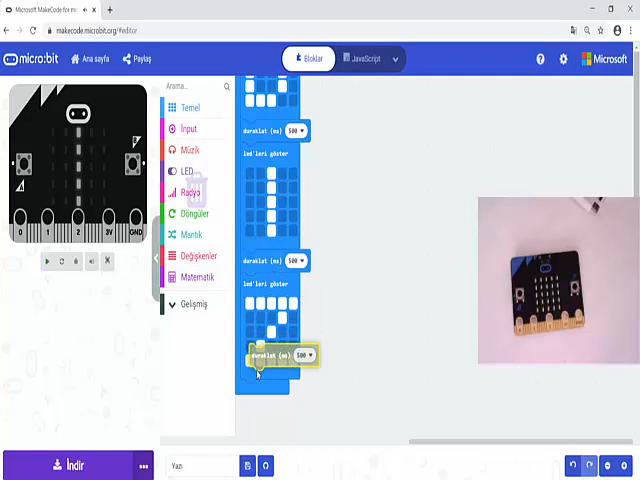 Microsoft MakeCode for mic
makecode.microbit.org/#editor
micro:bit
Ana sayfa
Paylaş
Bloklar
JavaScript
Microsoft
Arama...
Temel
Input
Müzik
LED
Radyo
Döngüler
Mantık
Değişkenler
Matematik
Gelişmiş
0 1 2 3V GND
duraklat (ms) 500
led'leri göster
duraklat (ms) 500
led'leri göster
duraklat (ms) 500
İndir
Yazı